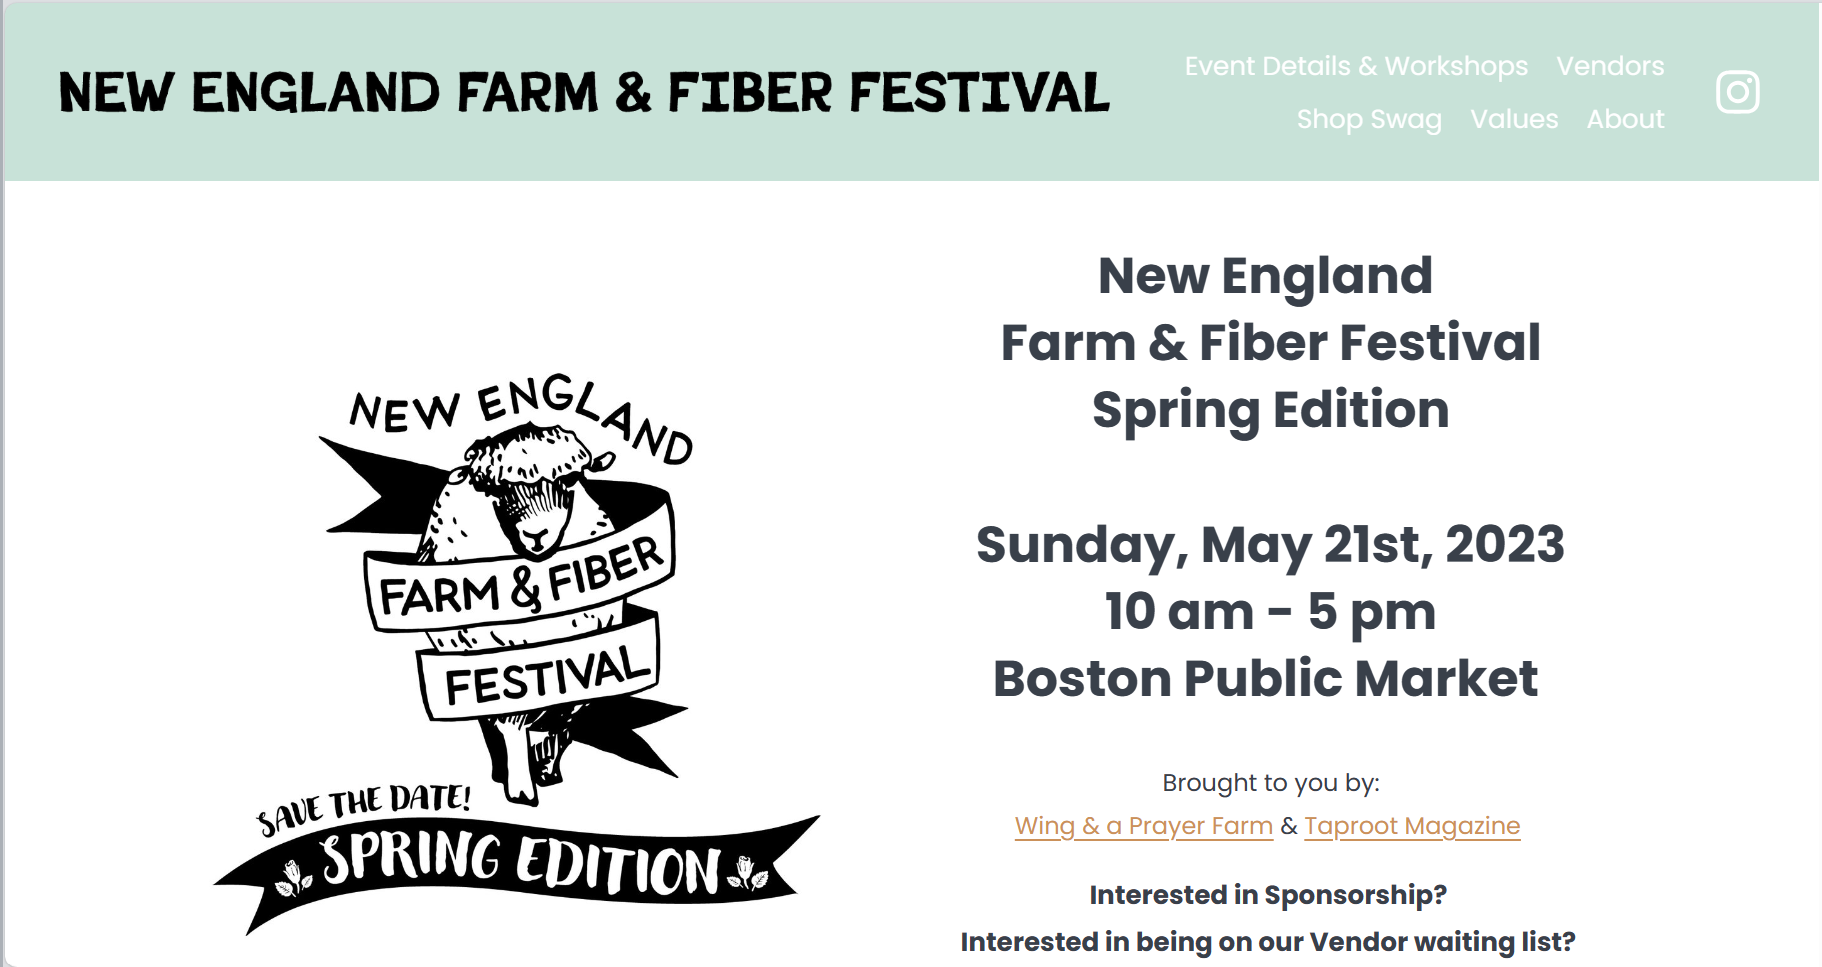 NEW ENGLAND FARM & FIBER FESTIVAL
Event Details & Workshops Vendors
Shop Swag Values About
NEW ENGLAND
FARM & FIBER
FESTIVAL
SAVE THE DATE!
SPRING EDITION
New England
Farm & Fiber Festival
Spring Edition
Sunday, May 21st, 2023
10 am - 5 pm
Boston Public Market
Brought to you by:
Wing & a Prayer Farm & Taproot Magazine
Interested in Sponsorship?
Interested in being on our Vendor waiting list?